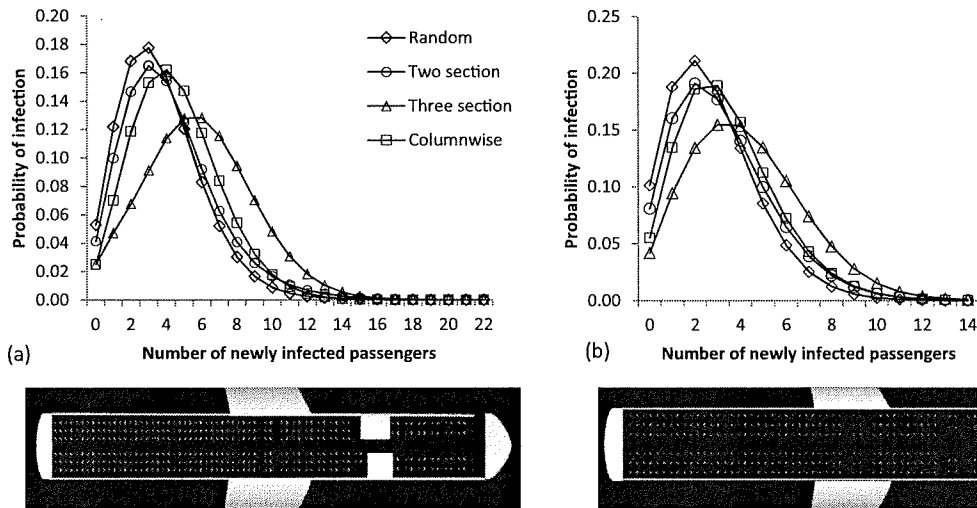 0.20
0.18
0.16
0.14
0.12
0.10
0.08
0.06
0.04
0.02
0.00
Probability of infection
Random
Two section
Three section
Columnwise
0 2 4 6 8 10 12 14 16 18 20 22
(a)
Number of newly infected passengers
0.25
0.20
0.15
0.10
0.05
0.00
Probability of infection
0 2 4 6 8 10 12 14
(b)
Number of newly infected passengers